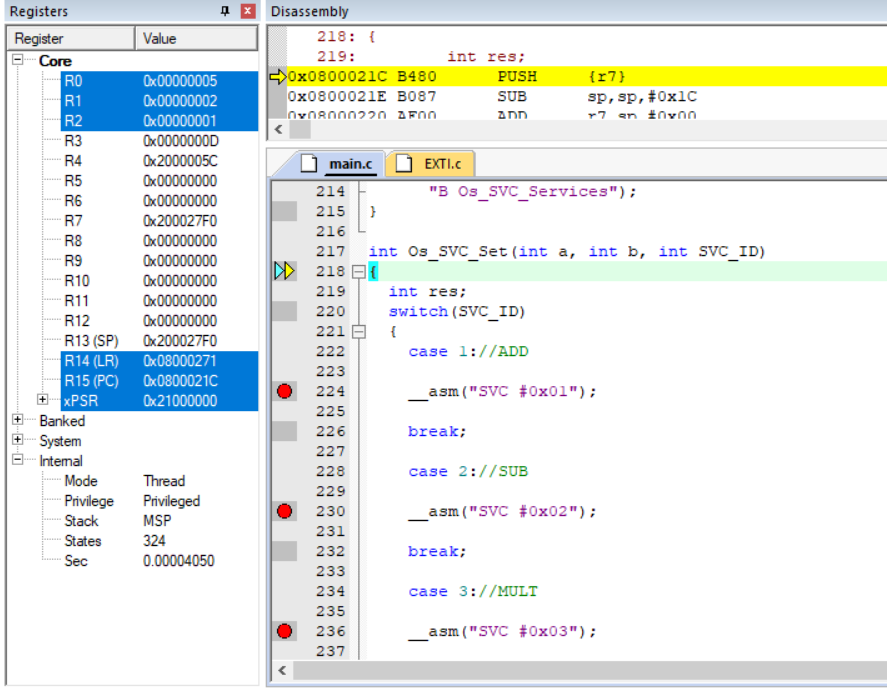 Registers
Register Value
Core
R0 0x00000005
R1 0x00000002
R2 0x00000001
R3 0x0000000D
R4 0x2000005C
R5 0x00000000
R6 0x00000000
R7 0x200027F0
R8 0x00000000
R9 0x00000000
R10 0x00000000
R11 0x00000000
R12 0x00000000
R13 (SP) 0x200027F0
R14 (LR) 0x08000271
R15 (PC) 0x0800021C
xPSR 0x21000000
Banked
System
Internal
Mode Thread
Privilege Privileged
Stack MSP
States 324
Sec 0.00004050
Disassembly
218: {
219: int res;
0x0800021C B480 PUSH {r7}
0x0800021E B087 SUB sp,sp,#0x1C
0x08000220 AF00 ADD r7,sp,#0x00
main.c EXTI.c
214 "B Os_SVC_Services");
215 }
216
217 int Os_SVC_Set(int a, int b, int SVC_ID)
218 {
219 int res;
220 switch(SVC_ID)
221 {
222 case 1://ADD
223
224 __asm("SVC #0x01");
225
226 break;
227
228 case 2://SUB
229
230 __asm("SVC #0x02");
231
232 break;
233
234 case 3://MULT
235
236 __asm("SVC #0x03");
237